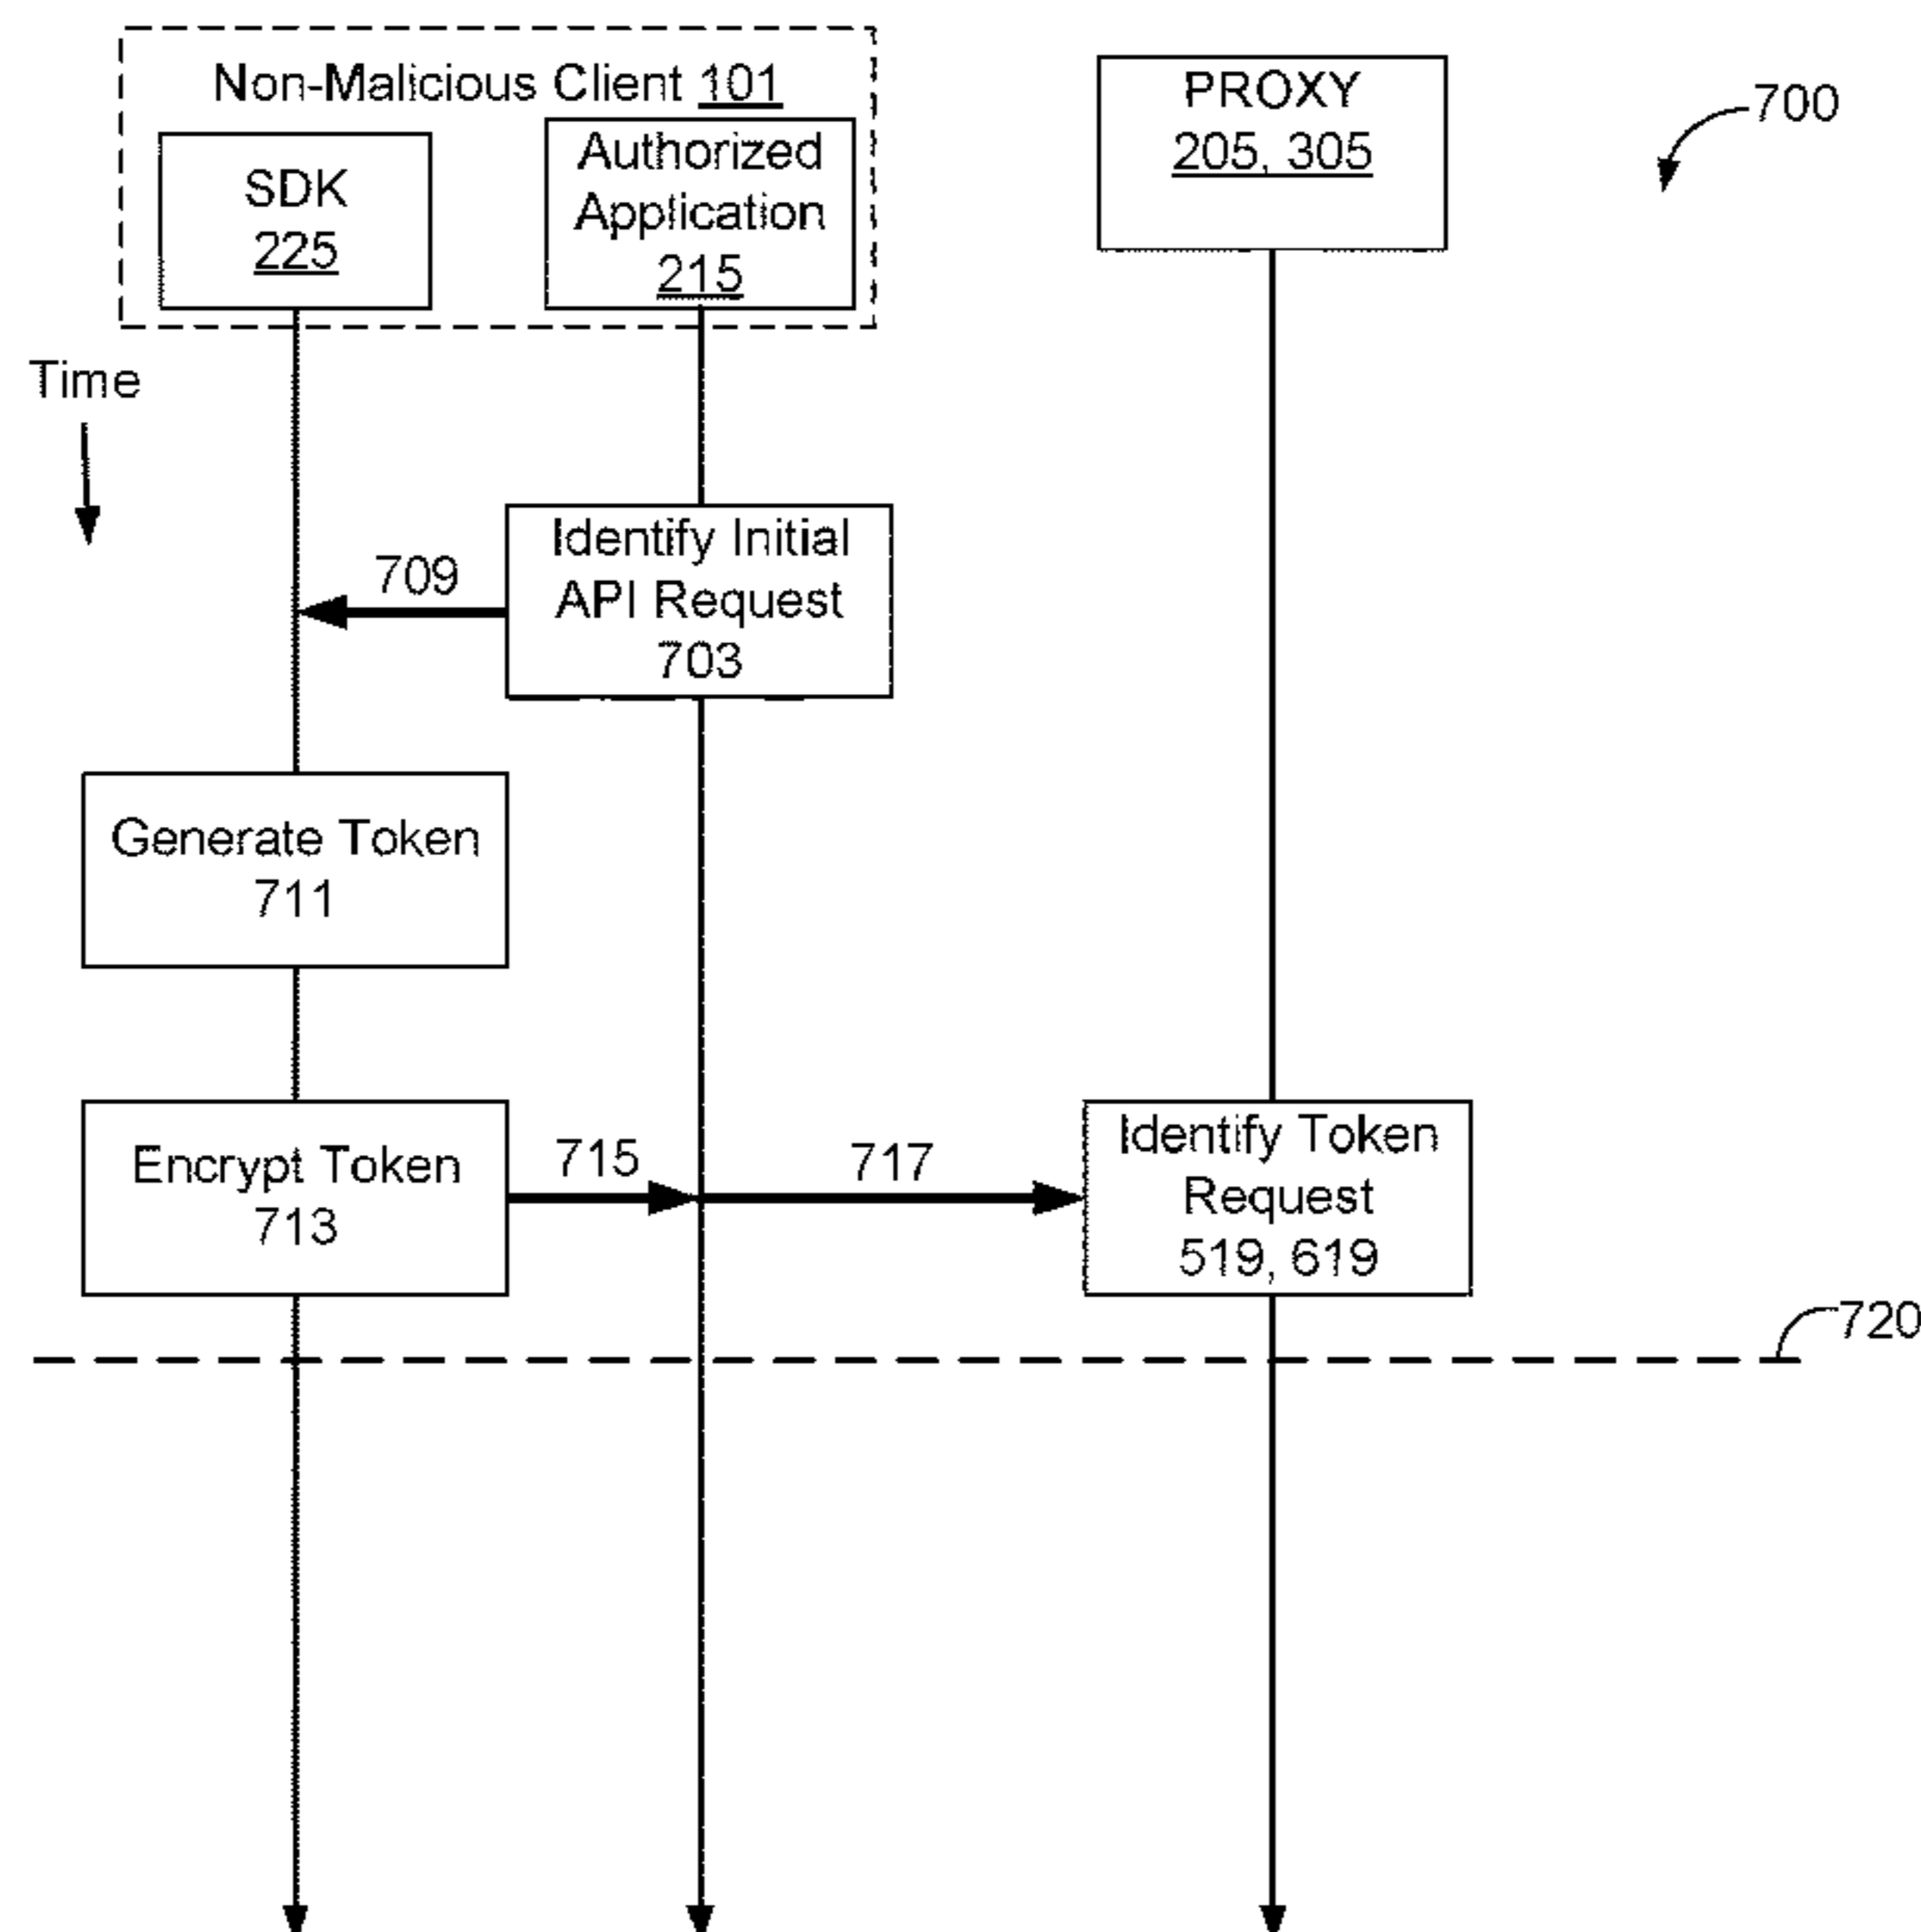 Non-Malicious Client 101
SDK
225
Authorized
Application
215
PROXY
205, 305
700
Time
Identify Initial
API Request
703
709
Generate Token
711
Encrypt Token
713
715
717
Identify Token
Request
519, 619
720